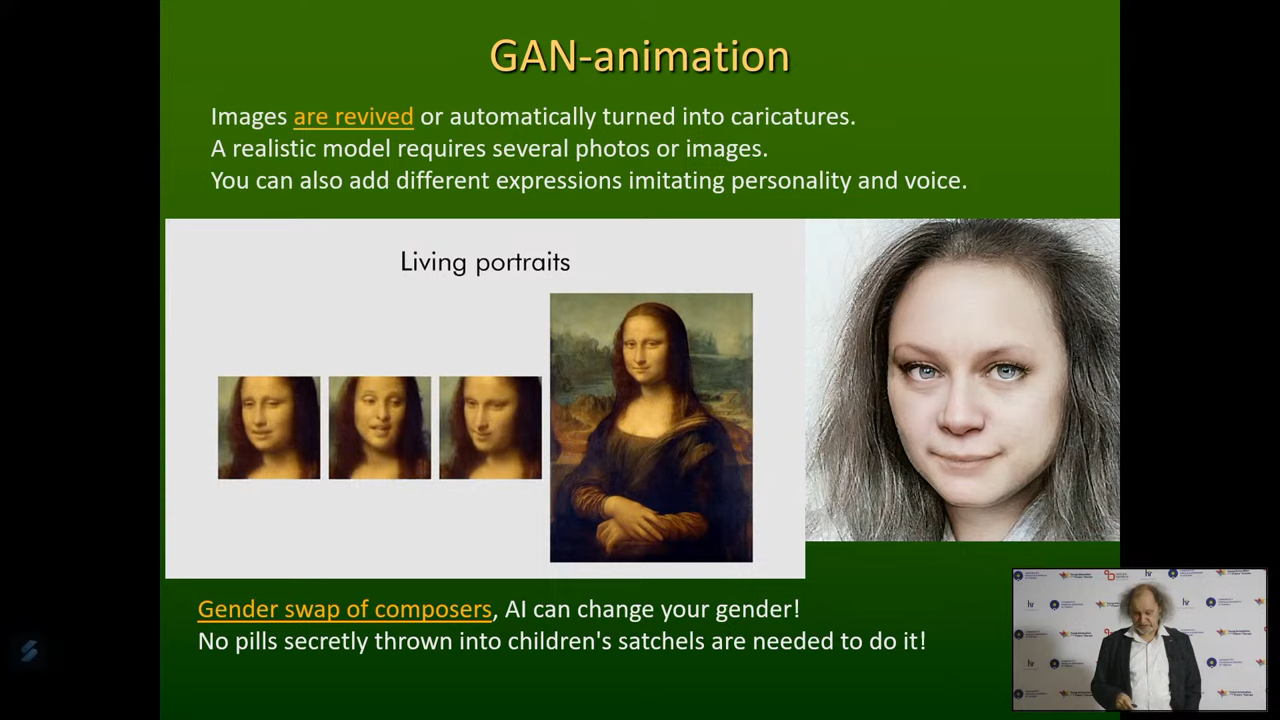 GAN-animation
Images are revived or automatically turned into caricatures.
A realistic model requires several photos or images.
You can also add different expressions imitating personality and voice.
Living portraits
Gender swap of composers, AI can change your gender!
No pills secretly thrown into children's satchels are needed to do it!